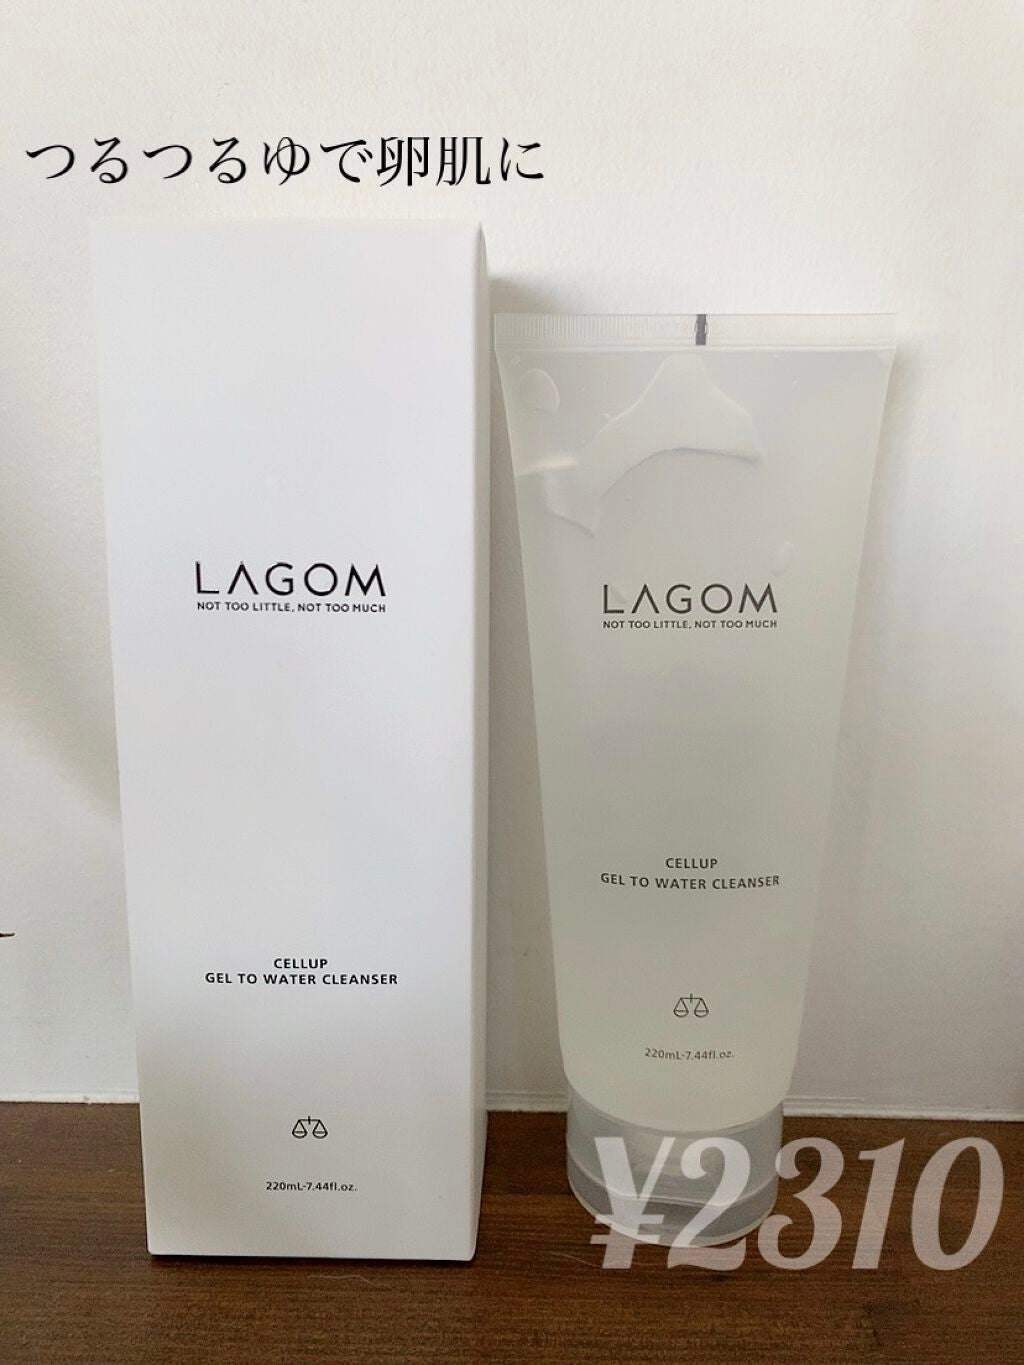 つるつるゆで卵肌に
LAGOM
NOT TOO LITTLE, NOT TOO MUCH
CELLUP
GEL TO WATER CLEANSER
220mL-7.44fl.oz.
LAGOM
NOT TOO LITTLE, NOT TOO MUCH
CELLUP
GEL TO WATER CLEANSER
220mL-7.44fl.oz.
¥2310